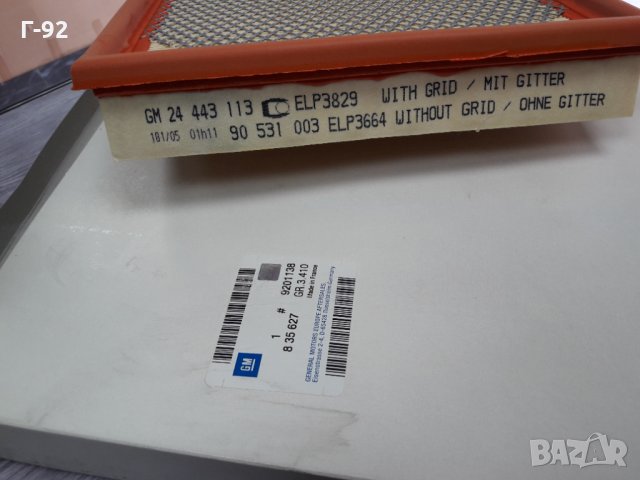 Г-92
GM 24 443 113 ELP3829 WITH GRID / MIT GITTER
181/05 01h11 90 531 003 ELP3664 WITHOUT GRID / OHNE GITTER
# 9201138
GR.3.410
Made in France
1
8 35 627
GM
GENERAL MOTORS EUROPE AFTERSALES,
BAZAR